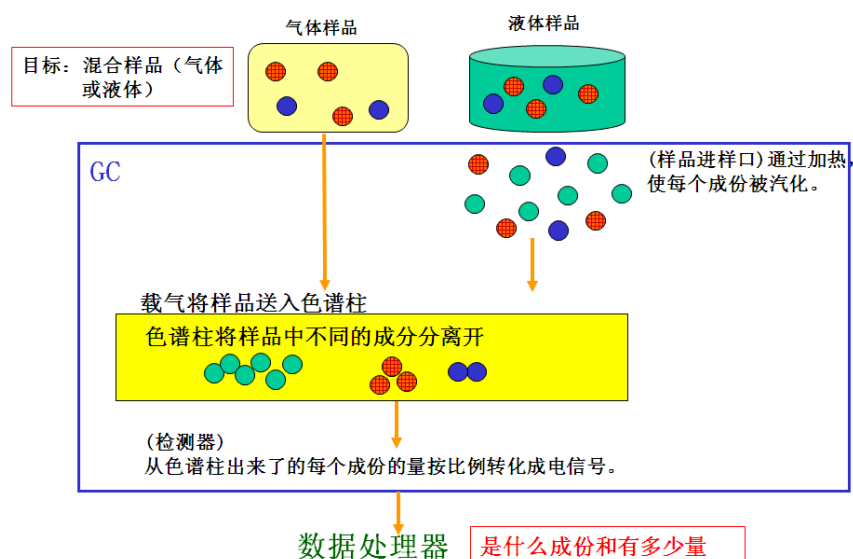 气体样品
液体样品
目标：混合样品（气体
或液体）
GC
(样品进样口)通过加热，
使每个成份被汽化。
载气将样品送入色谱柱
色谱柱将样品中不同的成分分离开
(检测器)
从色谱柱出来了的每个成份的量按比例转化成电信号。
数据处理器
是什么成份和有多少量